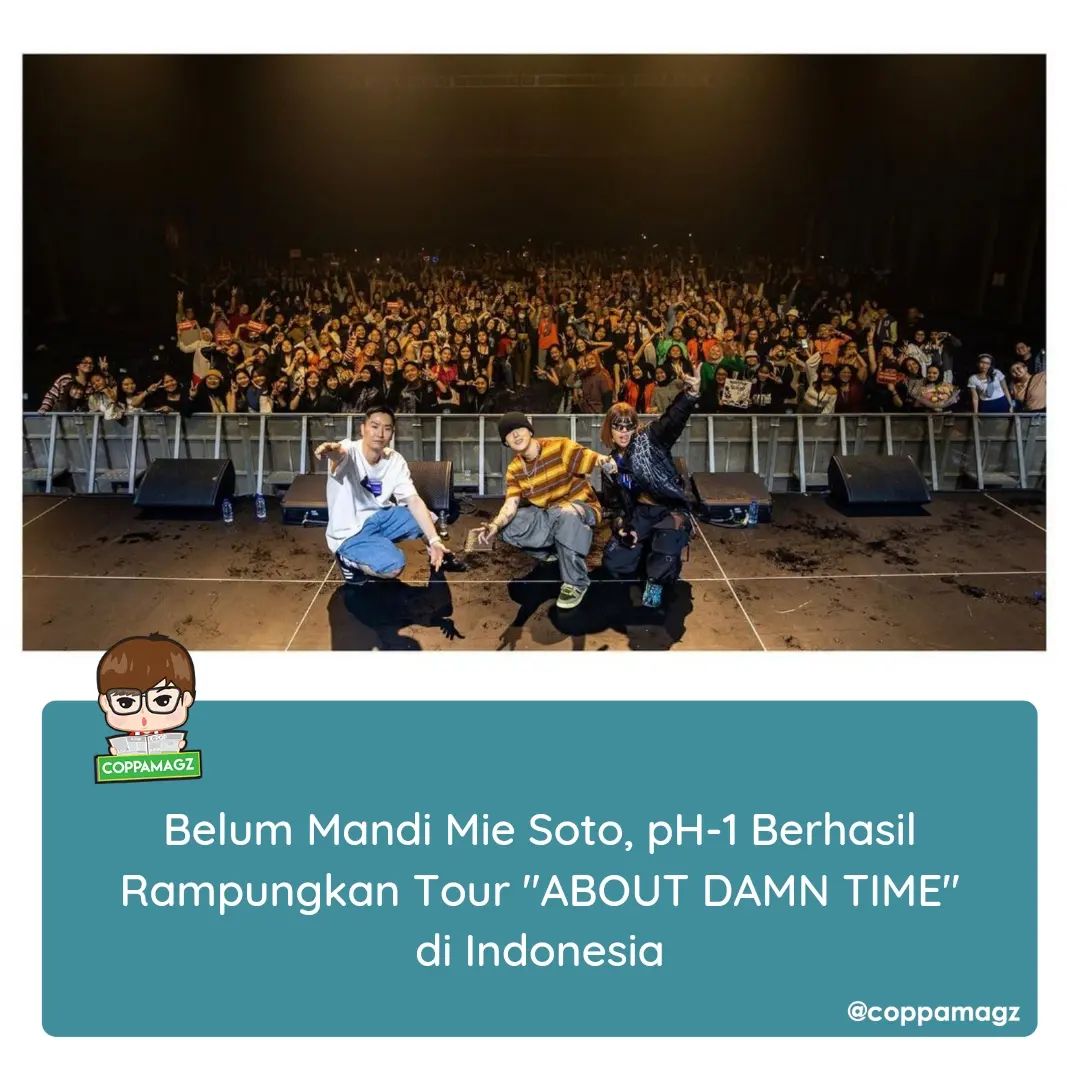 COPPAMAGZ
Belum Mandi Mie Soto, pH-1 Berhasil
Rampungkan Tour "ABOUT DAMN TIME"
di Indonesia
@coppamagz